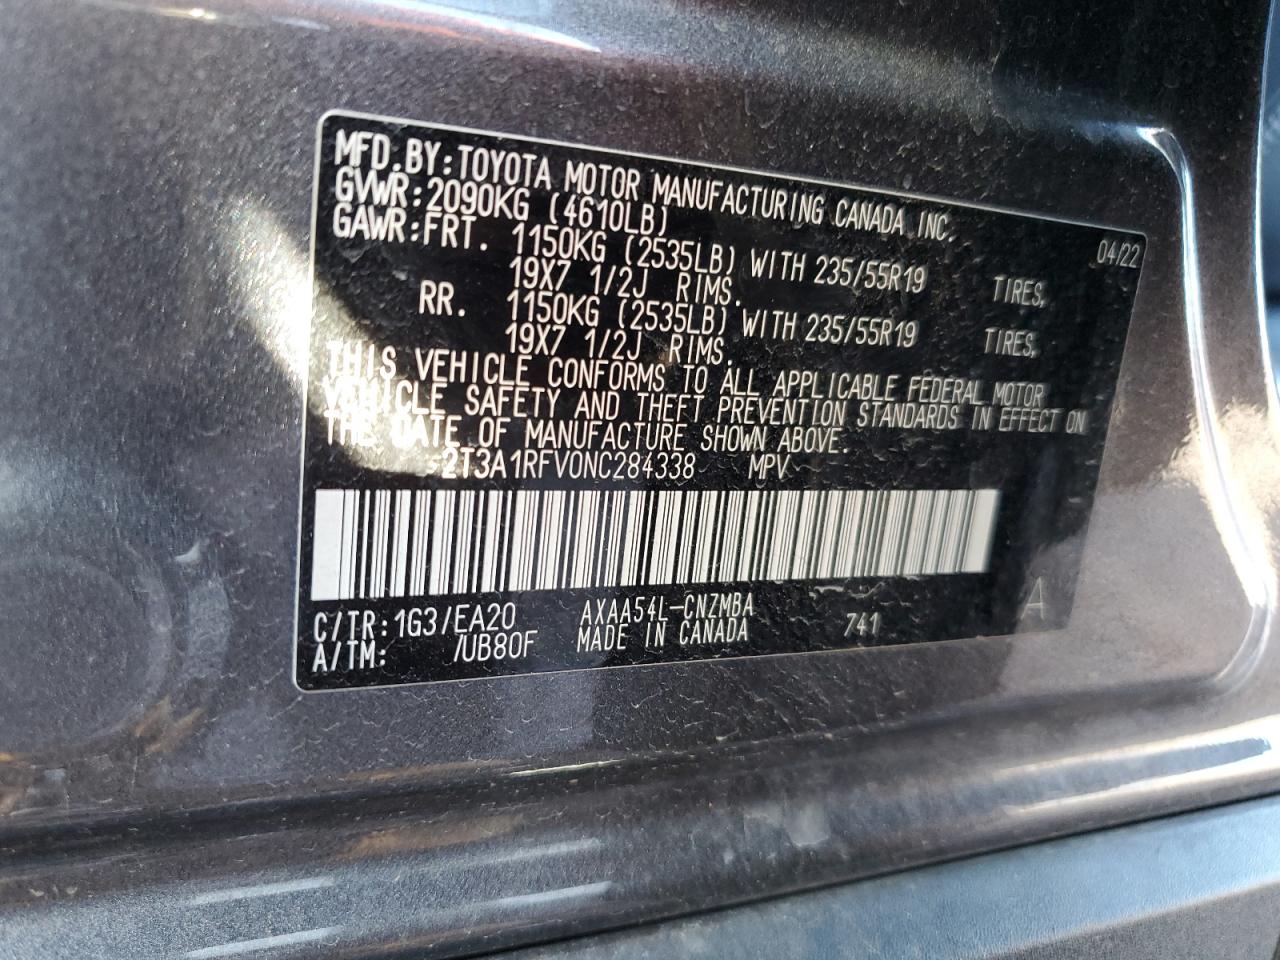 MFD.BY:TOYOTA MOTOR MANUFACTURING CANADA INC.
GVWR:2090KG (4610LB) 04/22
GAWR:FRT. 1150KG (2535LB) WITH 235/55R19 TIRES,
19X7 1/2J RIMS.
RR. 1150KG (2535LB) WITH 235/55R19 TIRES,
19X7 1/2J RIMS.
THIS VEHICLE CONFORMS TO ALL APPLICABLE FEDERAL MOTOR
VEHICLE SAFETY AND THEFT PREVENTION STANDARDS IN EFFECT ON
THE DATE OF MANUFACTURE SHOWN ABOVE.
2T3A1RFV0NC284338 MPV
C/TR:1G3/EA20 AXAA54L-CNZMBA A
A/TM: /UB80F MADE IN CANADA 741